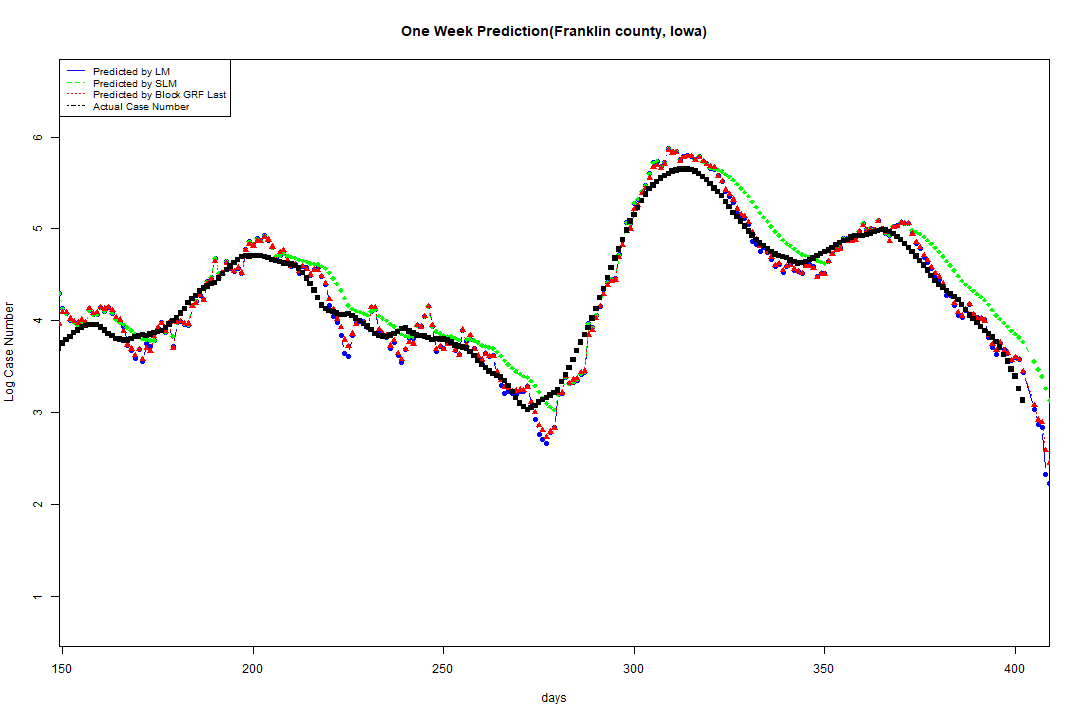 One Week Prediction(Franklin county, Iowa)
Predicted by LM
Predicted by SLM
Predicted by Block GRF Last
Actual Case Number
Log Case Number
6
5
4
3
2
1
150 200 250 300 350 400
days